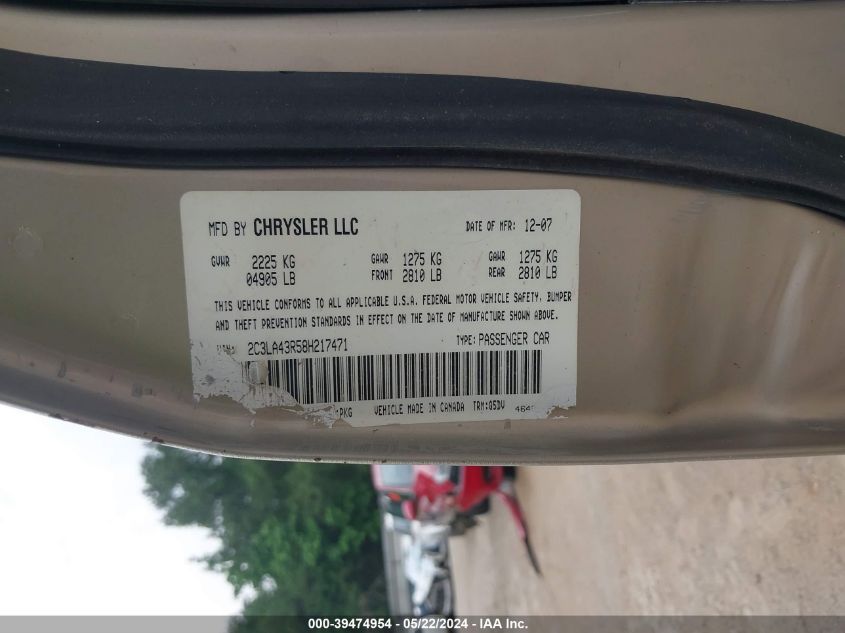 MFD BY CHRYSLER LLC DATE OF MFR: 12-07
GVWR 2225 KG GAWR 1275 KG GAWR 1275 KG
04905 LB FRONT 2810 LB REAR 2810 LB
THIS VEHICLE CONFORMS TO ALL APPLICABLE U.S.A. FEDERAL MOTOR VEHICLE SAFETY, BUMPER
AND THEFT PREVENTION STANDARDS IN EFFECT ON THE DATE OF MANUFACTURE SHOWN ABOVE.
2C3LA43R58H217471 TYPE: PASSENGER CAR
:PKG VEHICLE MADE IN CANADA TRM:Q5DV 464
000-39474954 - 05/22/2024 - IAA Inc.